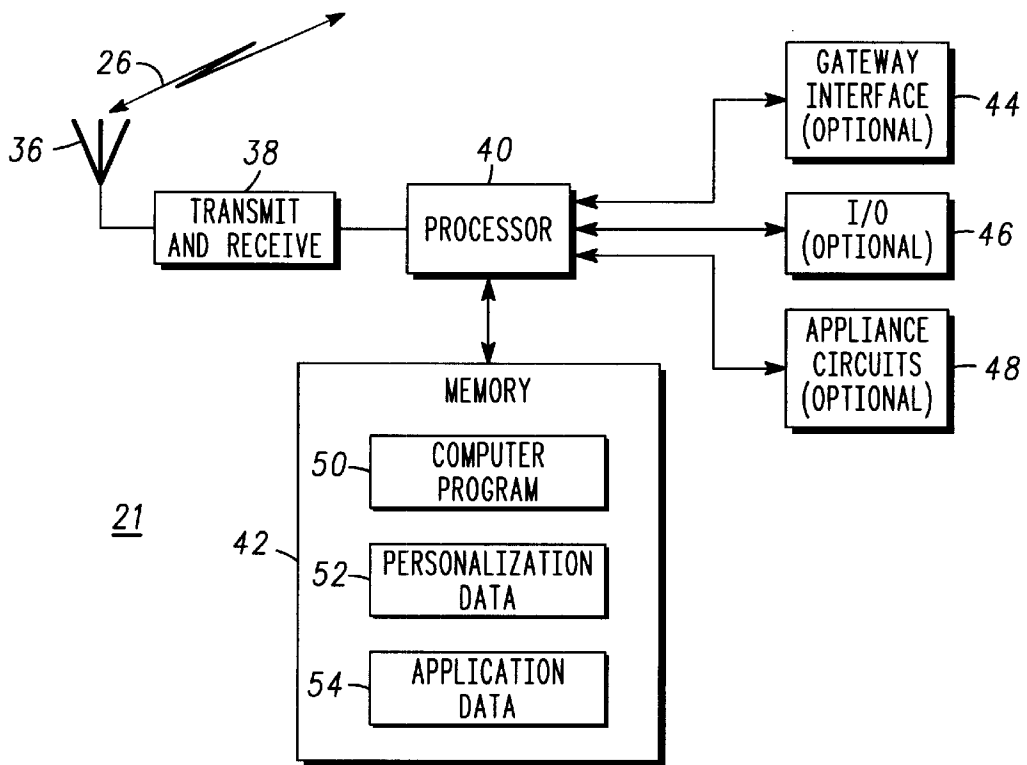 26
36
38
TRANSMIT
AND RECEIVE
40
PROCESSOR
GATEWAY
INTERFACE
(OPTIONAL)
44
I/O
(OPTIONAL)
46
APPLIANCE
CIRCUITS
(OPTIONAL)
48
MEMORY
50
COMPUTER
PROGRAM
21
42
52
PERSONALIZATION
DATA
54
APPLICATION
DATA